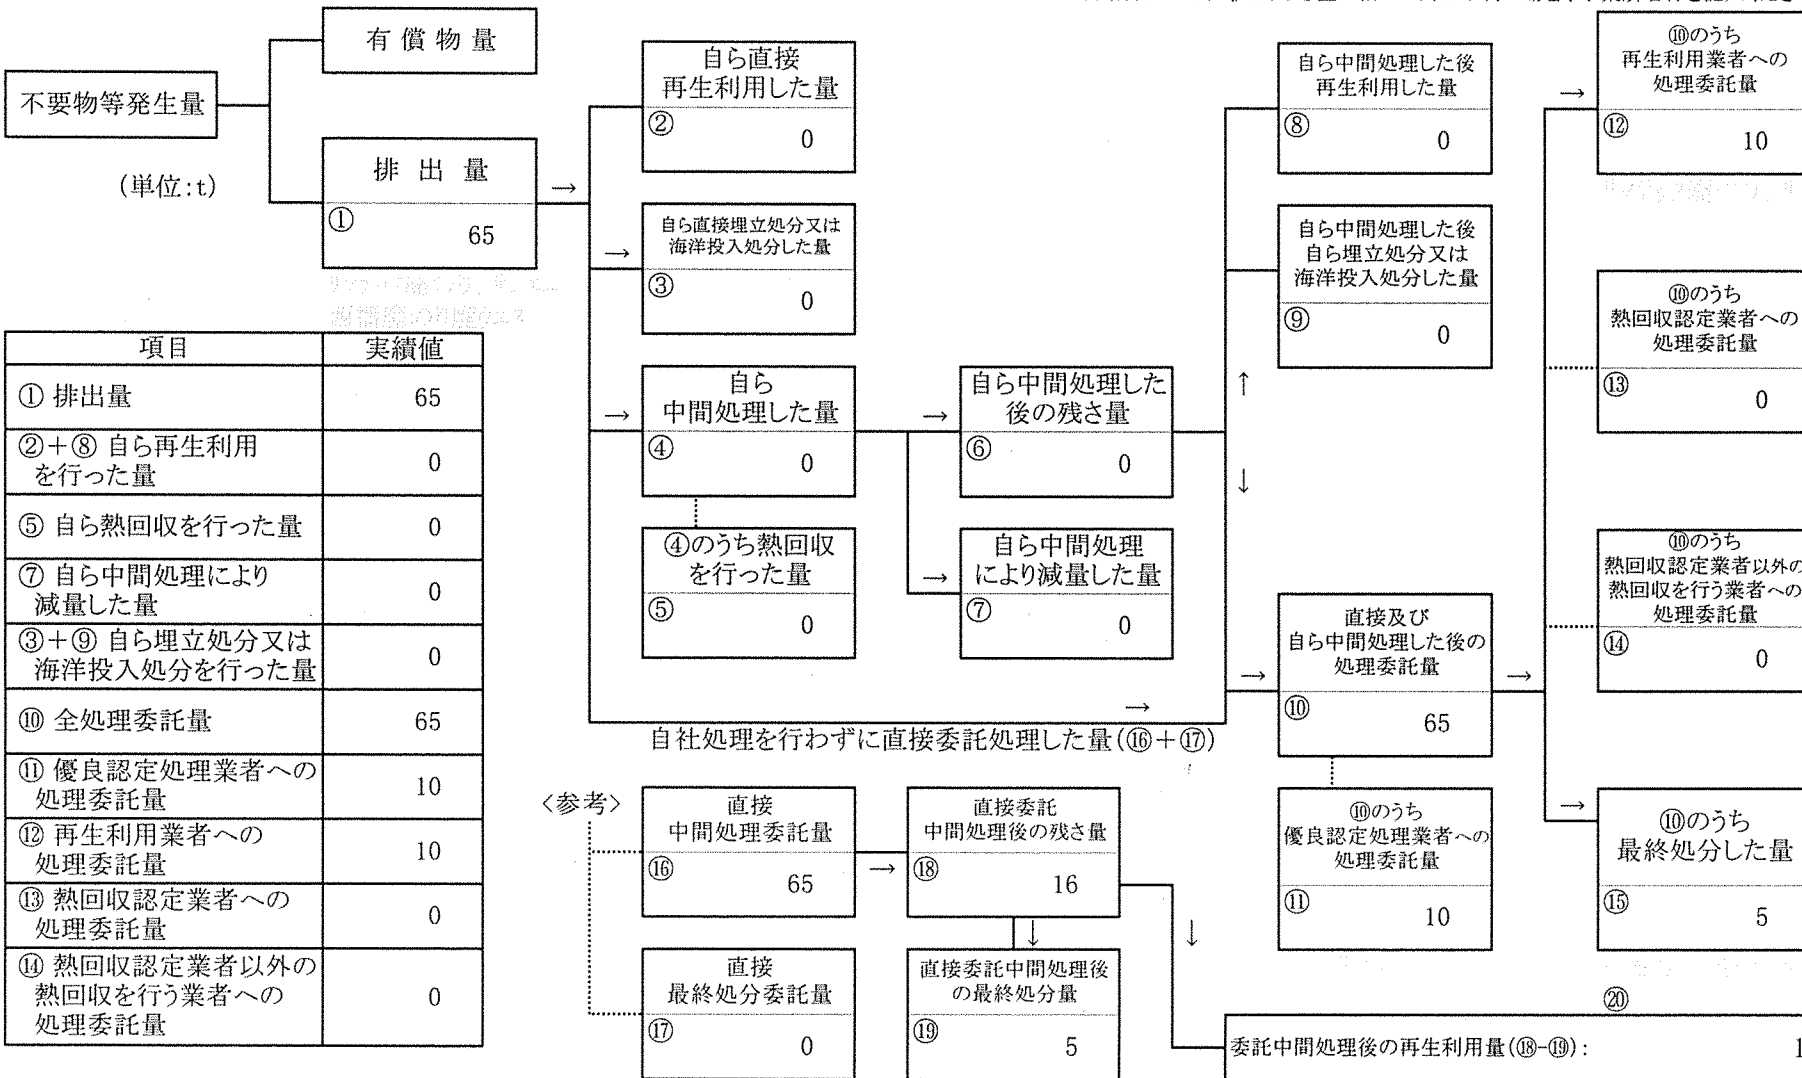 有 償 物 量
不要物等発生量
(単位:t)
排 出 量
→
①
65
自ら直接
再生利用した量
②
0
→
自ら直接埋立処分又は
海洋投入処分した量
③
0
→
自ら
中間処理した量
④
0
④のうち熱回収
を行った量
⑤
0
→
自ら中間処理した
後の残さ量
⑥
0
→
自ら中間処理
により減量した量
⑦
0
自ら中間処理した後
再生利用した量
⑧
0
自ら中間処理した後
自ら埋立処分又は
海洋投入処分した量
⑨
0
↑
↓
→
直接及び
自ら中間処理した後の
処理委託量
⑩
65
→
⑩のうち
優良認定処理業者への
処理委託量
⑪
10
→
⑩のうち
再生利用業者への
処理委託量
⑫
10
⑩のうち
熱回収認定業者への
処理委託量
⑬
0
⑩のうち
熱回収認定業者以外の
熱回収を行う業者への
処理委託量
⑭
0
→
⑩のうち
最終処分した量
⑮
5
→
自社処理を行わずに直接委託処理した量(⑯+⑰)
項目 実績値
① 排出量 65
②+⑧ 自ら再生利用
を行った量 0
⑤ 自ら熱回収を行った量 0
⑦ 自ら中間処理により
減量した量 0
③+⑨ 自ら埋立処分又は
海洋投入処分を行った量 0
⑩ 全処理委託量 65
⑪ 優良認定処理業者への
処理委託量 10
⑫ 再生利用業者への
処理委託量 10
⑬ 熱回収認定業者への
処理委託量 0
⑭ 熱回収認定業者以外の
熱回収を行う業者への
処理委託量 0
〈参考〉
直接
中間処理委託量
⑯
65
→
直接委託
中間処理後の残さ量
⑱
16
↓
↓
直接
最終処分委託量
⑰
0
直接委託中間処理後
の最終処分量
⑲
5
⑳
委託中間処理後の再生利用量(⑱-⑲): 1